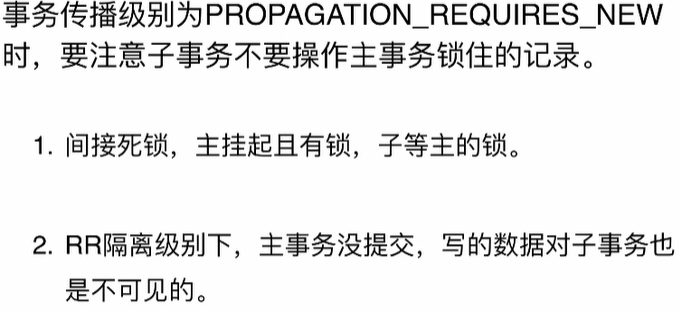 事务传播级别为PROPAGATION_REQUIRES_NEW
时，要注意子事务不要操作主事务锁住的记录。
1. 间接死锁，主挂起且有锁，子等主的锁。
2. RR隔离级别下，主事务没提交，写的数据对子事务也
是不可见的。